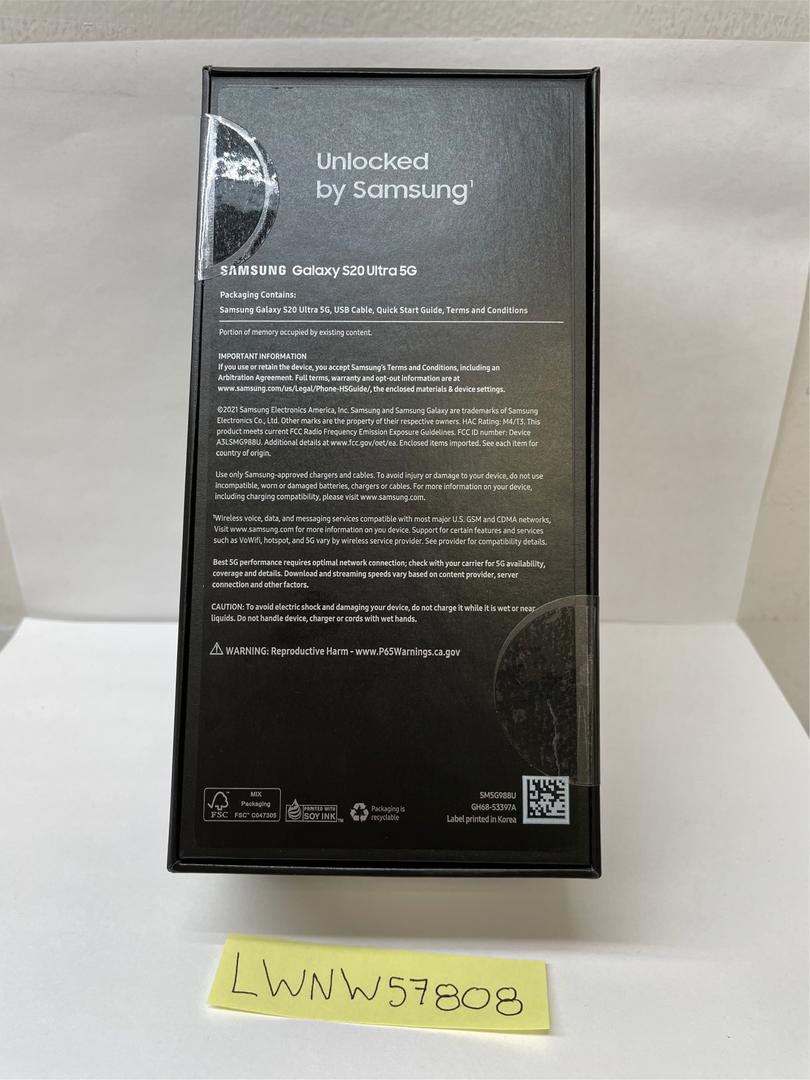 Unlocked
by Samsung¹
SAMSUNG Galaxy S20 Ultra 5G
Packaging Contains:
Samsung Galaxy S20 Ultra 5G, USB Cable, Quick Start Guide, Terms and Conditions
Portion of memory occupied by existing content.
IMPORTANT INFORMATION
If you use or retain the device, you accept Samsung's Terms and Conditions, including an
Arbitration Agreement. Full terms, warranty and opt-out information are at
www.samsung.com/us/Legal/Phone-HSGuide/, the enclosed materials & device settings.
©2021 Samsung Electronics America, Inc. Samsung and Samsung Galaxy are trademarks of Samsung
Electronics Co., Ltd. Other marks are the property of their respective owners. HAC Rating: M4/T3. This
product meets current FCC Radio Frequency Emission Exposure Guidelines. FCC ID number: Device
A3LSMG988U. Additional details at www.fcc.gov/oet/ea. Enclosed items imported. See each item for
country of origin.
Use only Samsung-approved chargers and cables. To avoid injury or damage to your device, do not use
incompatible, worn or damaged batteries, chargers or cables. For more information on your device,
including charging compatibility, please visit www.samsung.com.
¹Wireless voice, data, and messaging services compatible with most major U.S. GSM and CDMA networks,
Visit www.samsung.com for more information on you device. Support for certain features and services
such as VoWifi, hotspot, and 5G vary by wireless service provider. See provider for compatibility details.
Best 5G performance requires optimal network connection; check with your carrier for 5G availability,
coverage and details. Download and streaming speeds vary based on content provider, server
connection and other factors.
CAUTION: To avoid electric shock and damaging your device, do not charge it while it is wet or near
liquids. Do not handle device, charger or cords with wet hands.
WARNING: Reproductive Harm - www.P65Warnings.ca.gov
FSC
MIX
Packaging
FSC® C047305
PRINTED WITH
SOY INK™
Packaging is
recyclable
SMSG988U
GH68-53397A
Label printed in Korea
LWNW57808